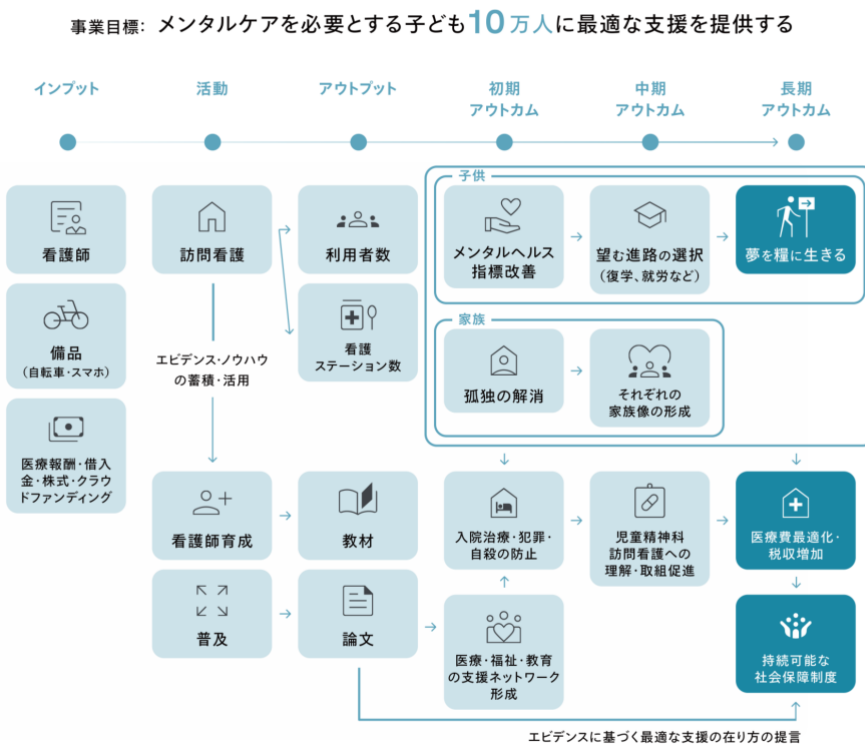 事業目標: メンタルケアを必要とする子ども10万人に最適な支援を提供する
インプット
活動
アウトプット
初期
アウトカム
中期
アウトカム
長期
アウトカム
看護師
備品
(自転車・スマホ)
医療報酬・借入
金・株式・クラウ
ドファンディング
訪問看護
エビデンス・ノウハウ
の蓄積・活用
看護師育成
普及
利用者数
看護
ステーション数
教材
論文
子供
メンタルヘルス
指標改善
望む進路の選択
(復学、就労など)
夢を糧に生きる
家族
孤独の解消
それぞれの
家族像の形成
入院治療・犯罪・
自殺の防止
児童精神科
訪問看護への
理解・取組促進
医療費最適化・
税収増加
医療・福祉・教育
の支援ネットワーク
形成
持続可能な
社会保障制度
エビデンスに基づく最適な支援の在り方の提言